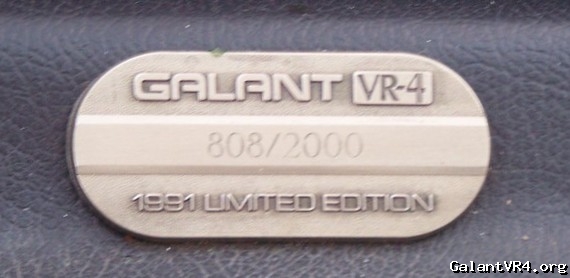 GALANT VR-4
808/2000
1991 LIMITED EDITION
GalantVR4.org